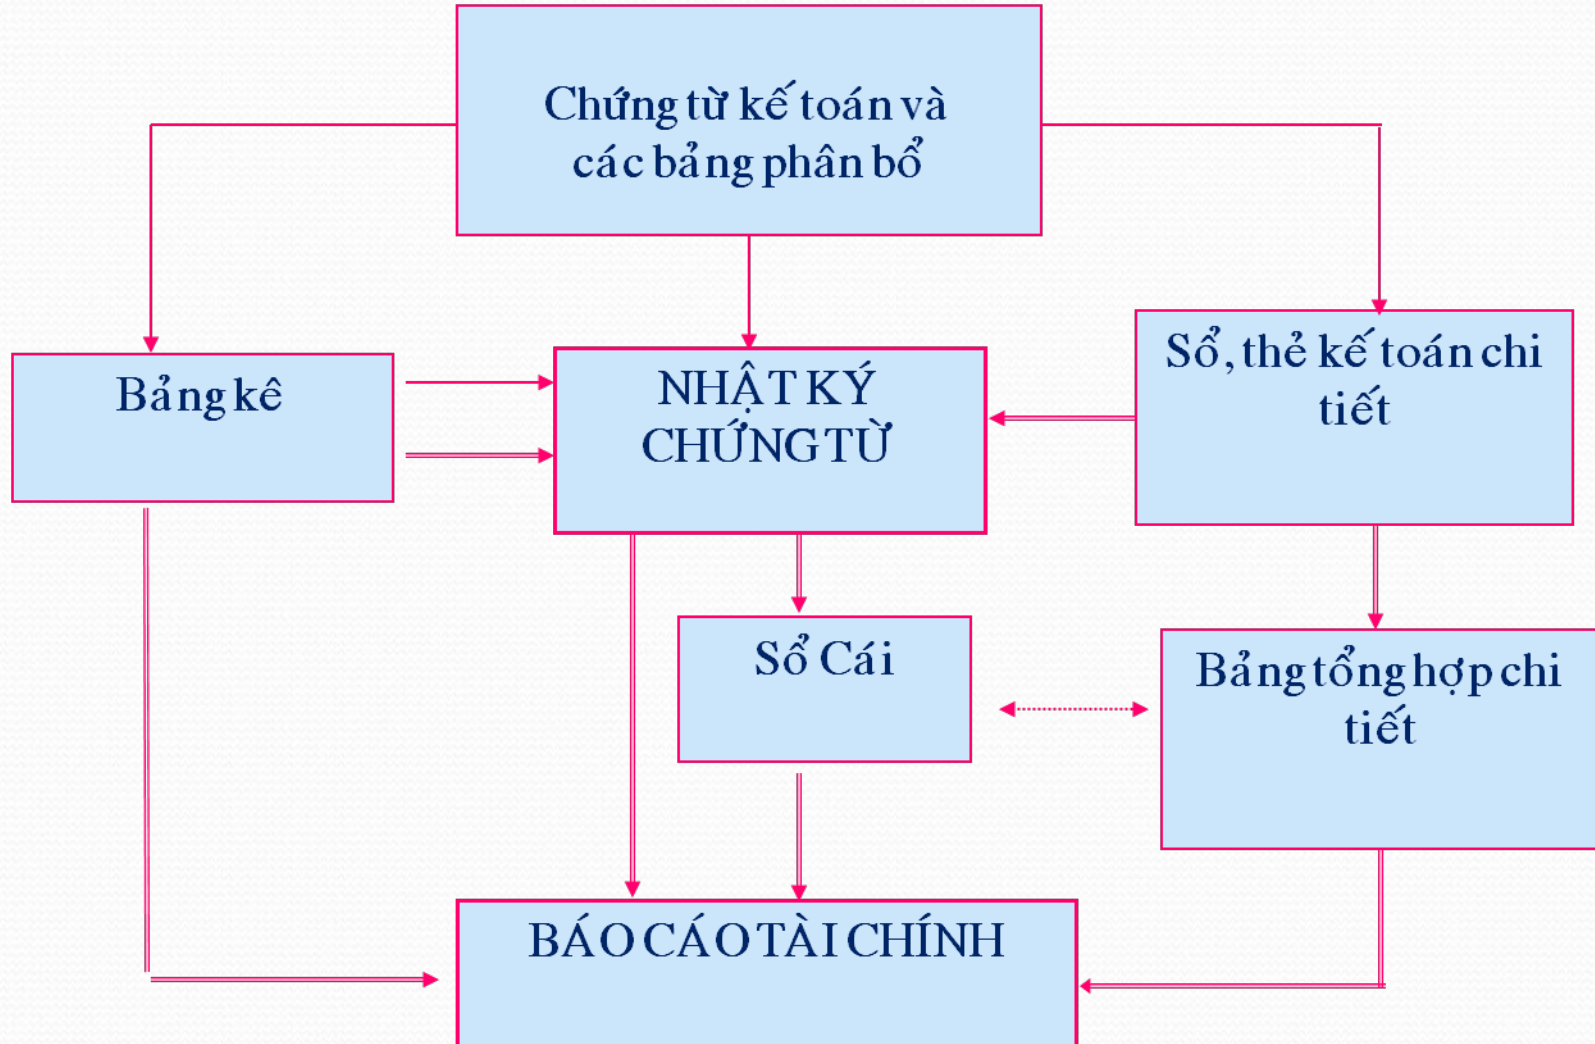 Chứng từ kế toán và
các bảng phân bổ
Bảng kê
NHẬT KÝ
CHỨNG TỪ
Sổ, thẻ kế toán chi
tiết
Sổ Cái
Bảng tổng hợp chi
tiết
BÁO CÁO TÀI CHÍNH